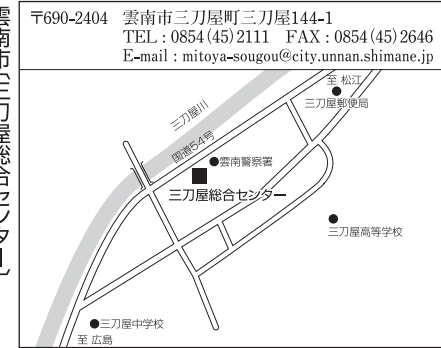 雲南市〔三刀屋総合センター〕
〒690-2404 雲南市三刀屋町三刀屋144-1
TEL : 0854(45)2111 FAX : 0854(45)2646
E-mail : mitoya-sougou@city.unnan.shimane.jp
至 松江
三刀屋郵便局
三刀屋川
国道54号
雲南警察署
三刀屋総合センター
三刀屋高等学校
三刀屋中学校
至 広島